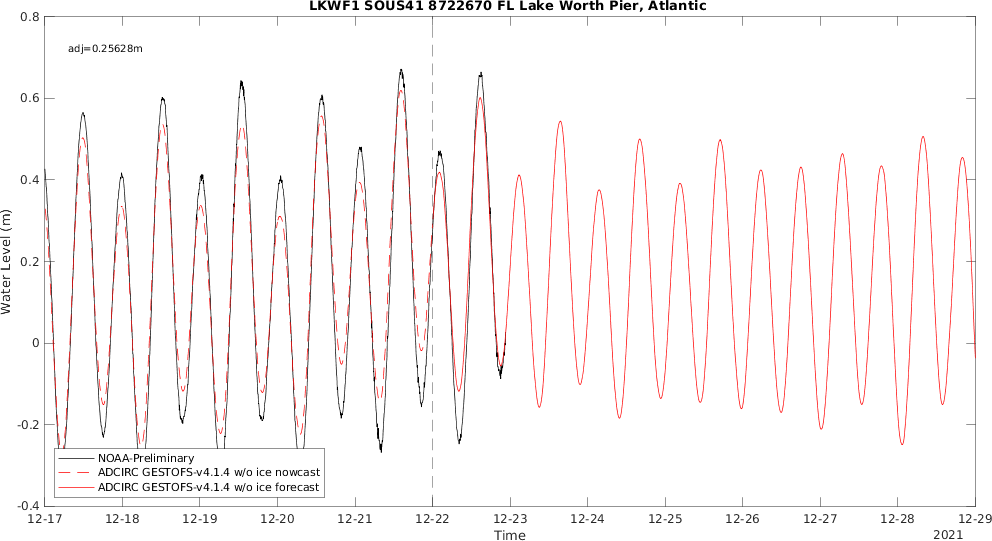 LKWF1 SOUS41 8722670 FL Lake Worth Pier, Atlantic
adj=0.25628m
Water Level (m)
0.8
0.6
0.4
0.2
0
-0.2
-0.4
NOAA-Preliminary
ADCIRC GESTOFS-v4.1.4 w/o ice nowcast
ADCIRC GESTOFS-v4.1.4 w/o ice forecast
12-17 12-18 12-19 12-20 12-21 12-22 12-23 12-24 12-25 12-26 12-27 12-28 12-29
Time
2021